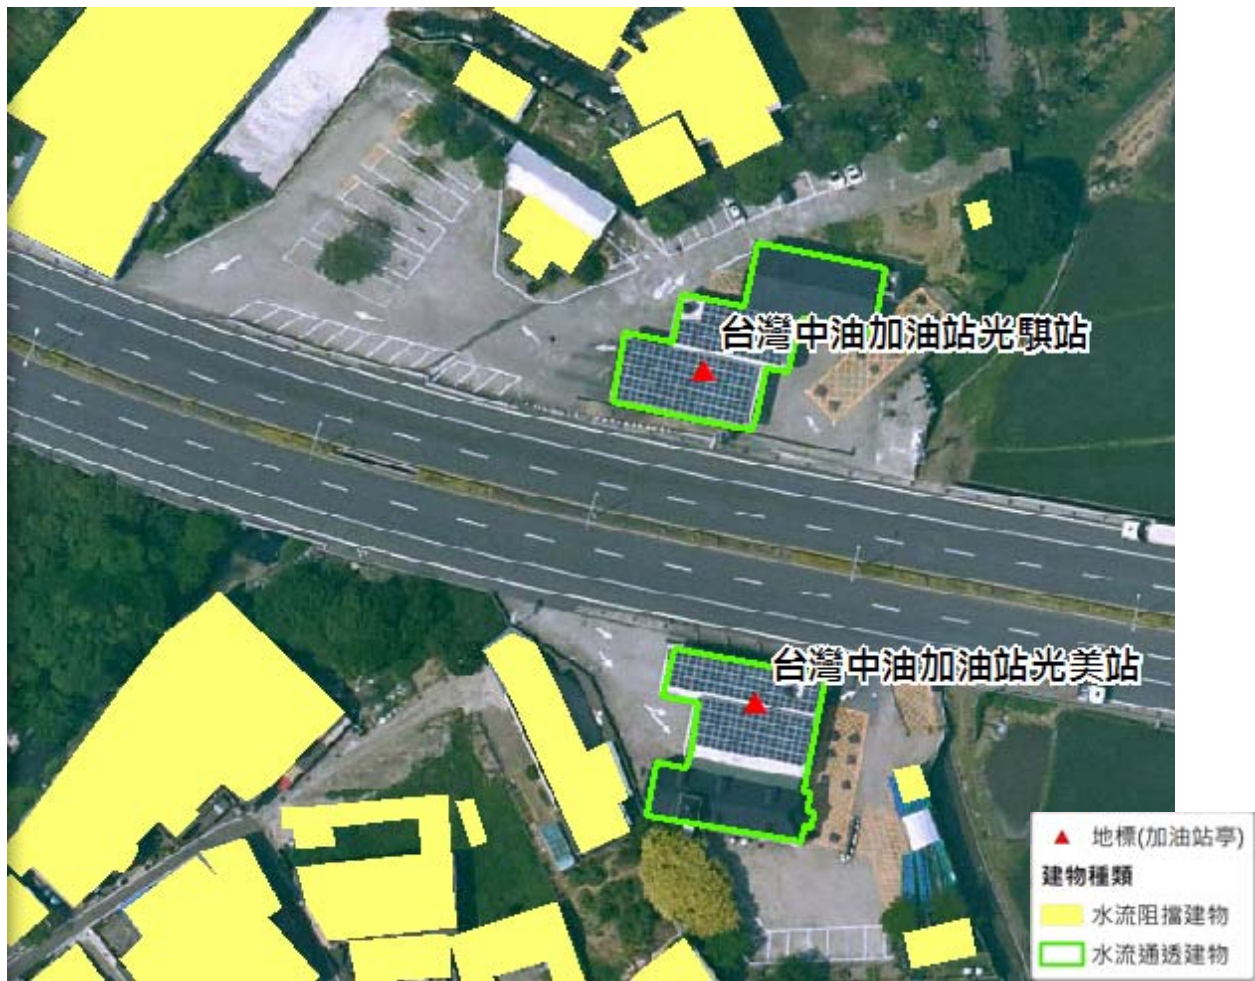 台灣中油加油站光騏站
台灣中油加油站光美站
地標(加油站亭)
建物種類
水流阻擋建物
水流通透建物